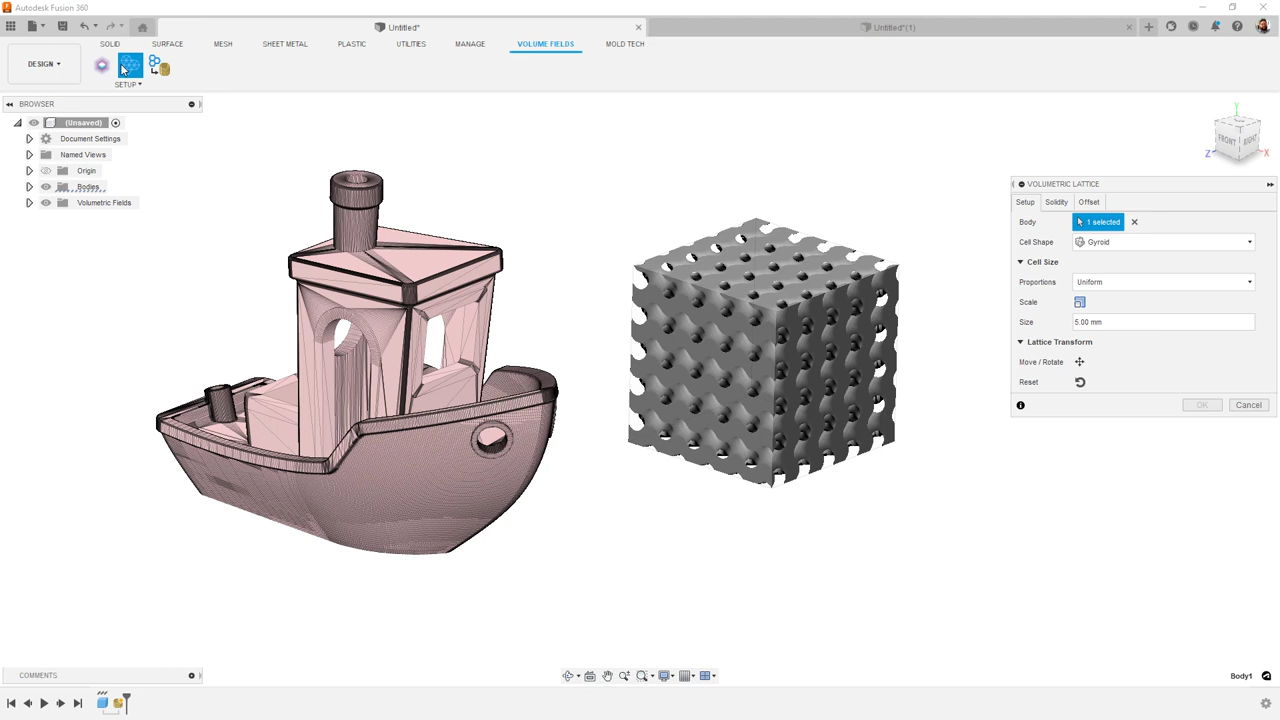 Autodesk Fusion 360
Untitled*
Untitled*(1)
SOLID
SURFACE
MESH
SHEET METAL
PLASTIC
UTILITIES
MANAGE
VOLUME FIELDS
MOLD TECH
DESIGN
SETUP
BROWSER
(Unsaved)
Document Settings
Named Views
Origin
Bodies
Volumetric Fields
Y
FRONT
RIGHT
Z
X
VOLUMETRIC LATTICE
Setup
Solidity
Offset
Body
1 selected
Cell Shape
Gyroid
Cell Size
Proportions
Uniform
Scale
Size
5.00 mm
Lattice Transform
Move / Rotate
Reset
OK
Cancel
COMMENTS
Body1